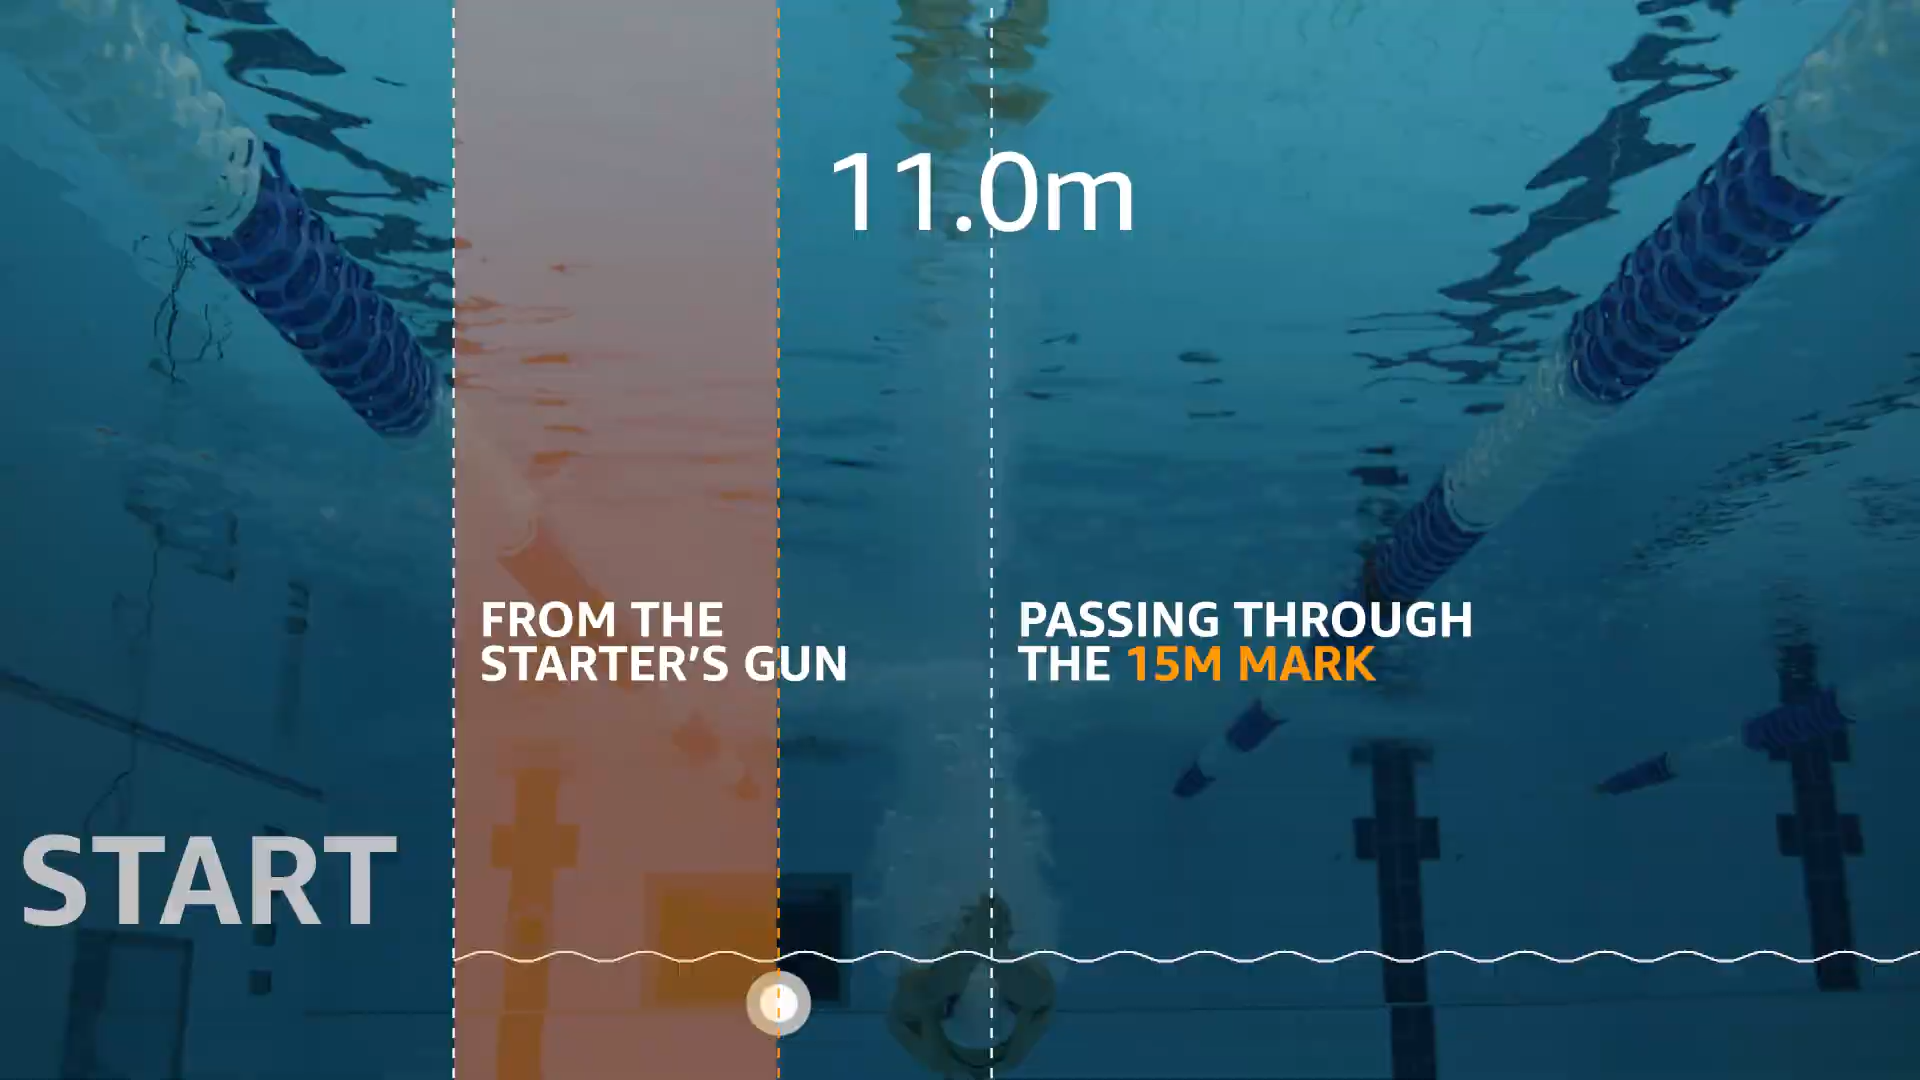 11.0m
FROM THE
STARTER’S GUN
PASSING THROUGH
THE 15M MARK
START